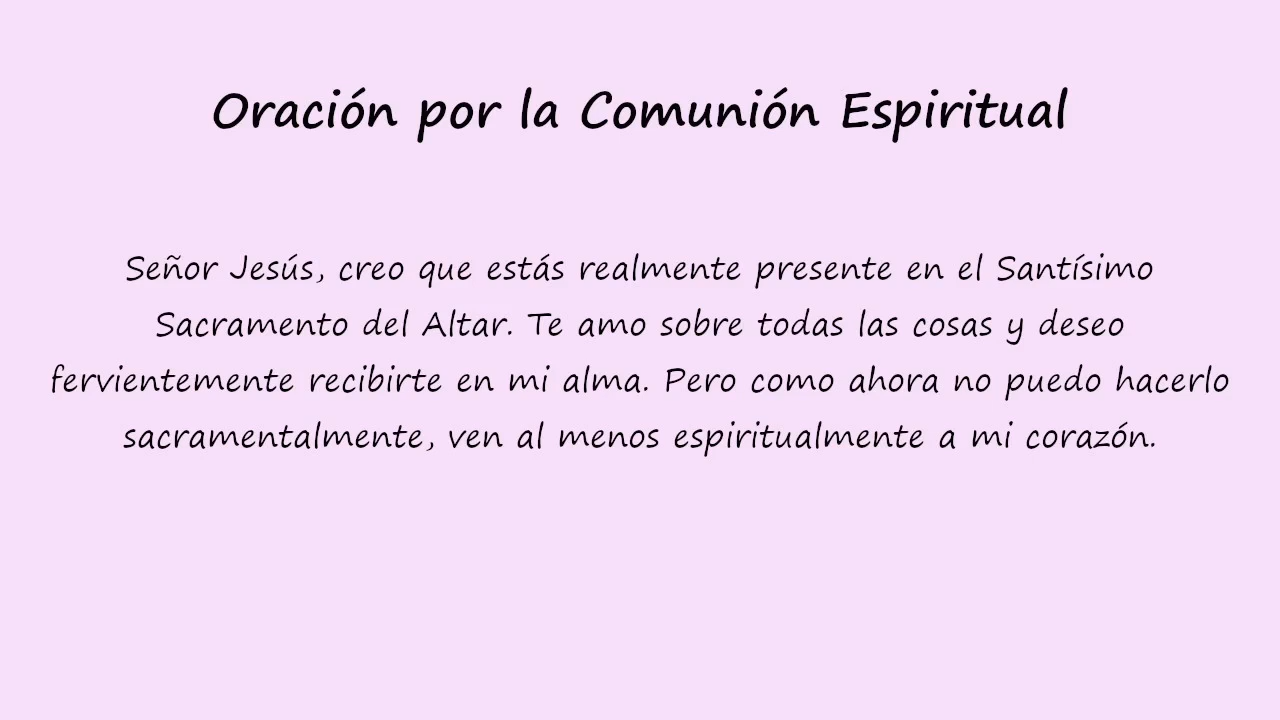 Oración por la Comunión Espiritual
Señor Jesús, creo que estás realmente presente en el Santísimo
Sacramento del Altar. Te amo sobre todas las cosas y deseo
fervientemente recibirte en mi alma. Pero como ahora no puedo hacerlo
sacramentalmente, ven al menos espiritualmente a mi corazón.